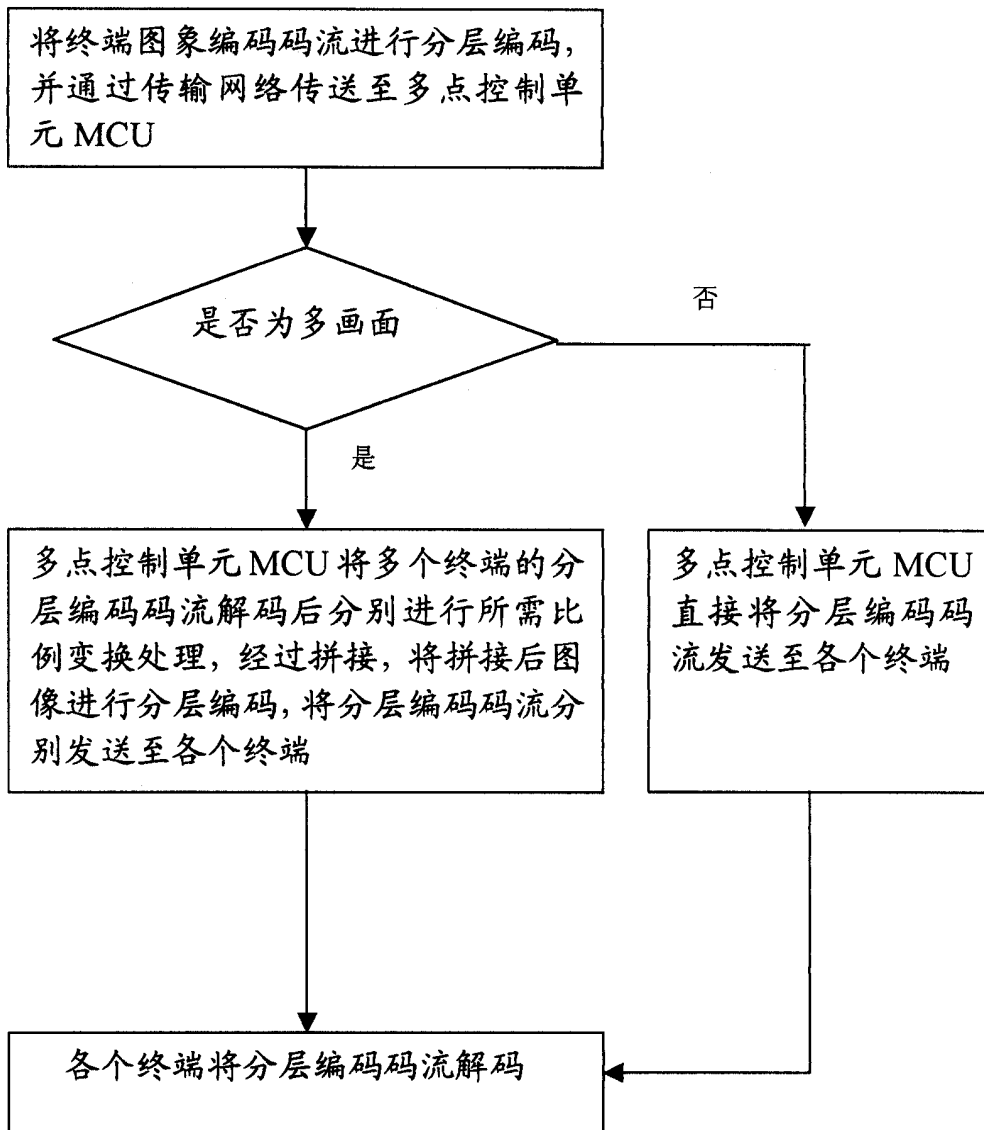 将终端图象编码码流进行分层编码，
并通过传输网络传送至多点控制单
元 MCU
是否为多画面
否
是
多点控制单元 MCU 将多个终端的分
层编码码流解码后分别进行所需比
例变换处理，经过拼接，将拼接后图
像进行分层编码，将分层编码码流分
别发送至各个终端
多点控制单元 MCU
直接将分层编码码
流发送至各个终端
各个终端将分层编码码流解码